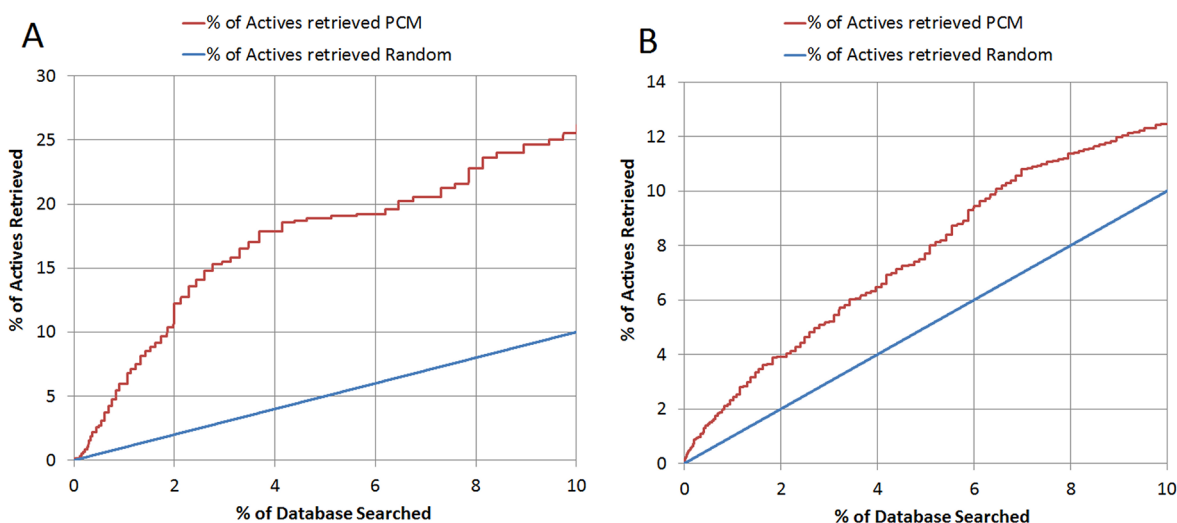 A
% of Actives retrieved PCM
% of Actives retrieved Random
% of Actives Retrieved
30
25
20
15
10
5
0
0 2 4 6 8 10
% of Database Searched
B
% of Actives retrieved PCM
% of Actives retrieved Random
% of Actives Retrieved
14
12
10
8
6
4
2
0
0 2 4 6 8 10
% of Database Searched